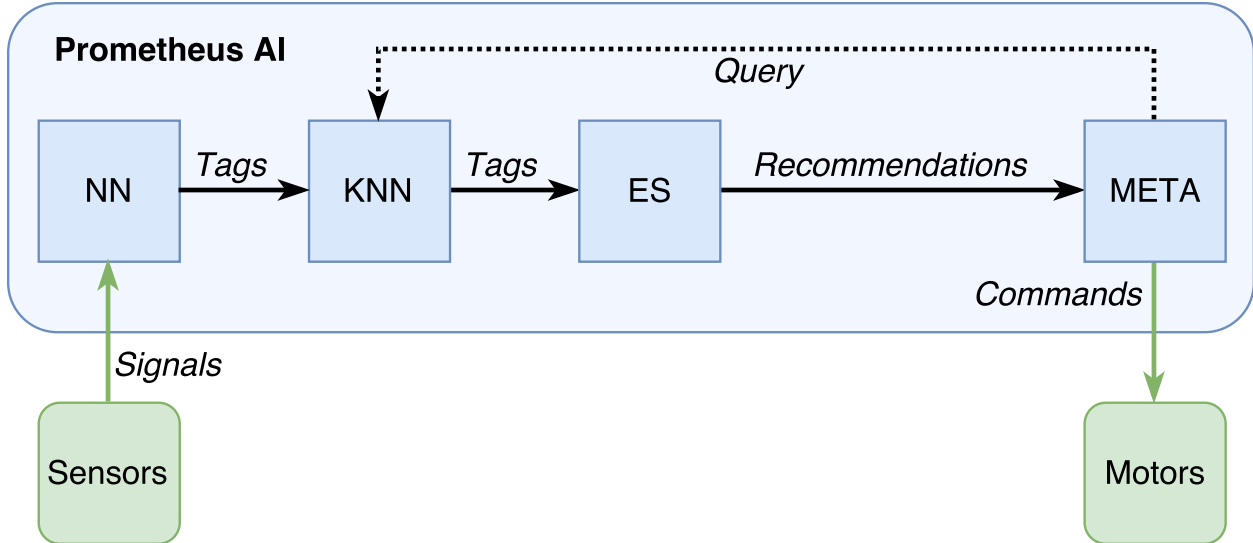 Prometheus AI
Query
NN
Tags
KNN
Tags
ES
Recommendations
META
Commands
Signals
Sensors
Motors